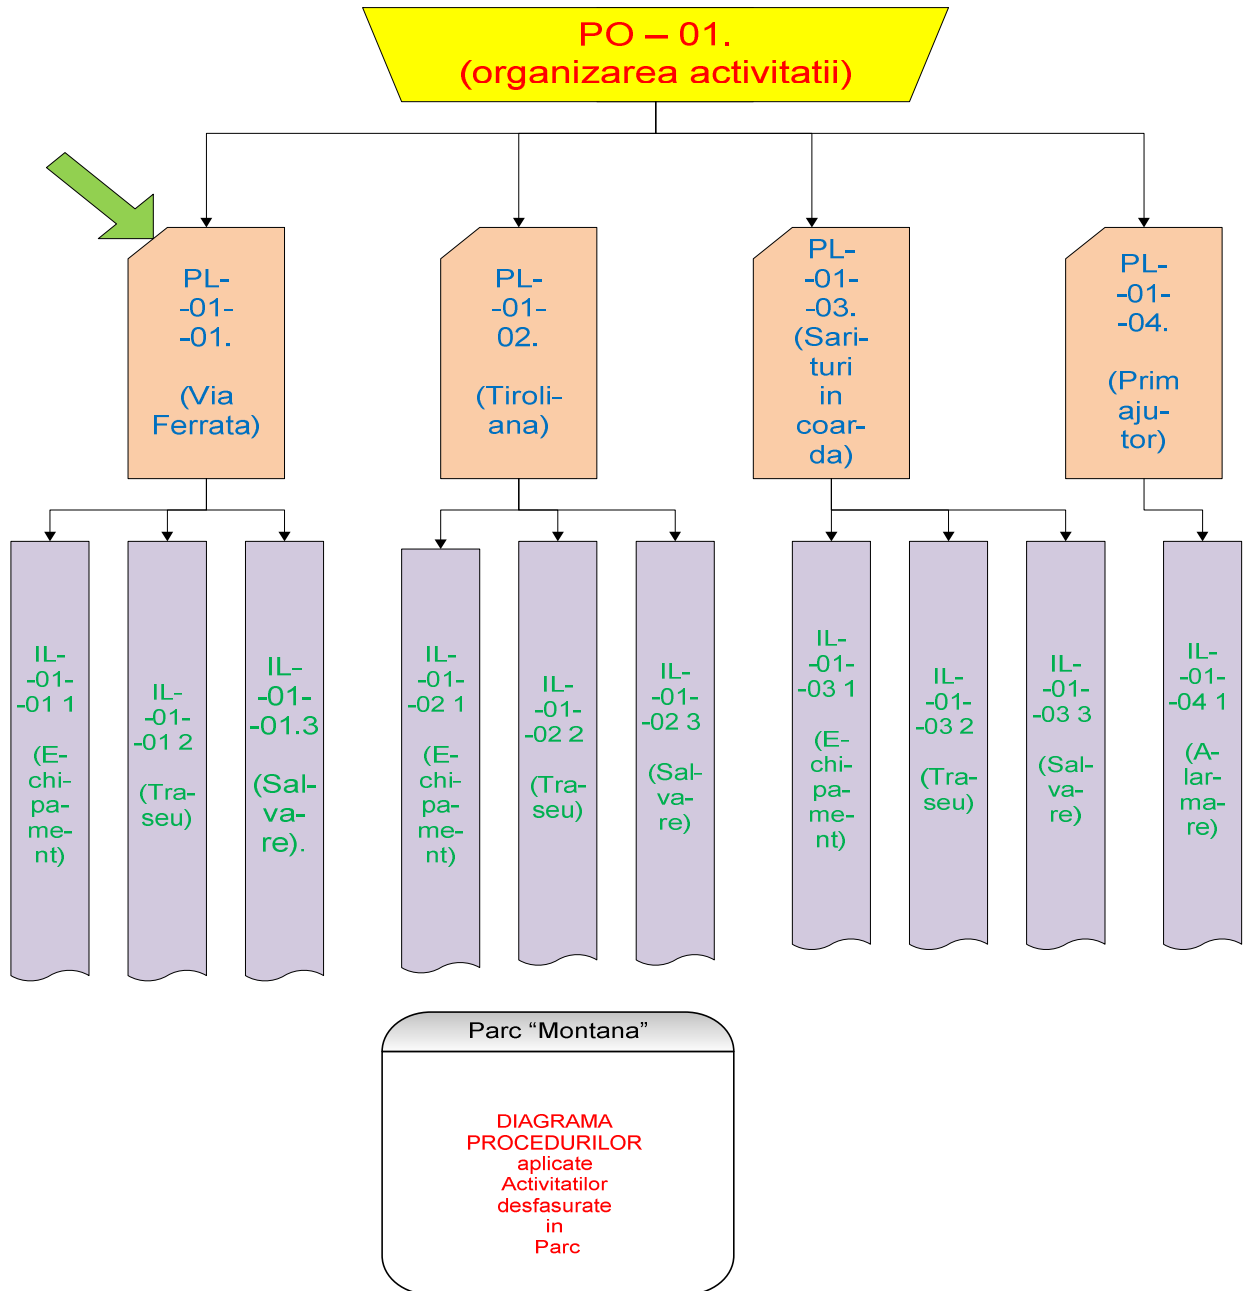 PO – 01.
(organizarea activitatii)
PL-
-01-
-01.
(Via
Ferrata)
PL-
-01-
02.
(Tiroli-
ana)
PL-
-01-
-03.
(Sari-
turi
in
coar-
da)
PL-
-01-
-04.
(Prim
aju-
tor)
IL-
-01-
-01 1
(E-
chi-
pa-
me-
nt)
IL-
-01-
-01 2
(Tra-
seu)
IL-
-01-
-01.3
(Sal-
va-
re).
IL-
-01-
-02 1
(E-
chi-
pa-
me-
nt)
IL-
-01-
-02 2
(Tra-
seu)
IL-
-01-
-02 3
(Sal-
va-
re)
IL-
-01-
-03 1
(E-
chi-
pa-
me-
nt)
IL-
-01-
-03 2
(Tra-
seu)
IL-
-01-
-03 3
(Sal-
va-
re)
IL-
-01-
-04 1
(A-
lar-
ma-
re)
Parc “Montana”
DIAGRAMA
PROCEDURILOR
aplicate
Activitatilor
desfasurate
in
Parc